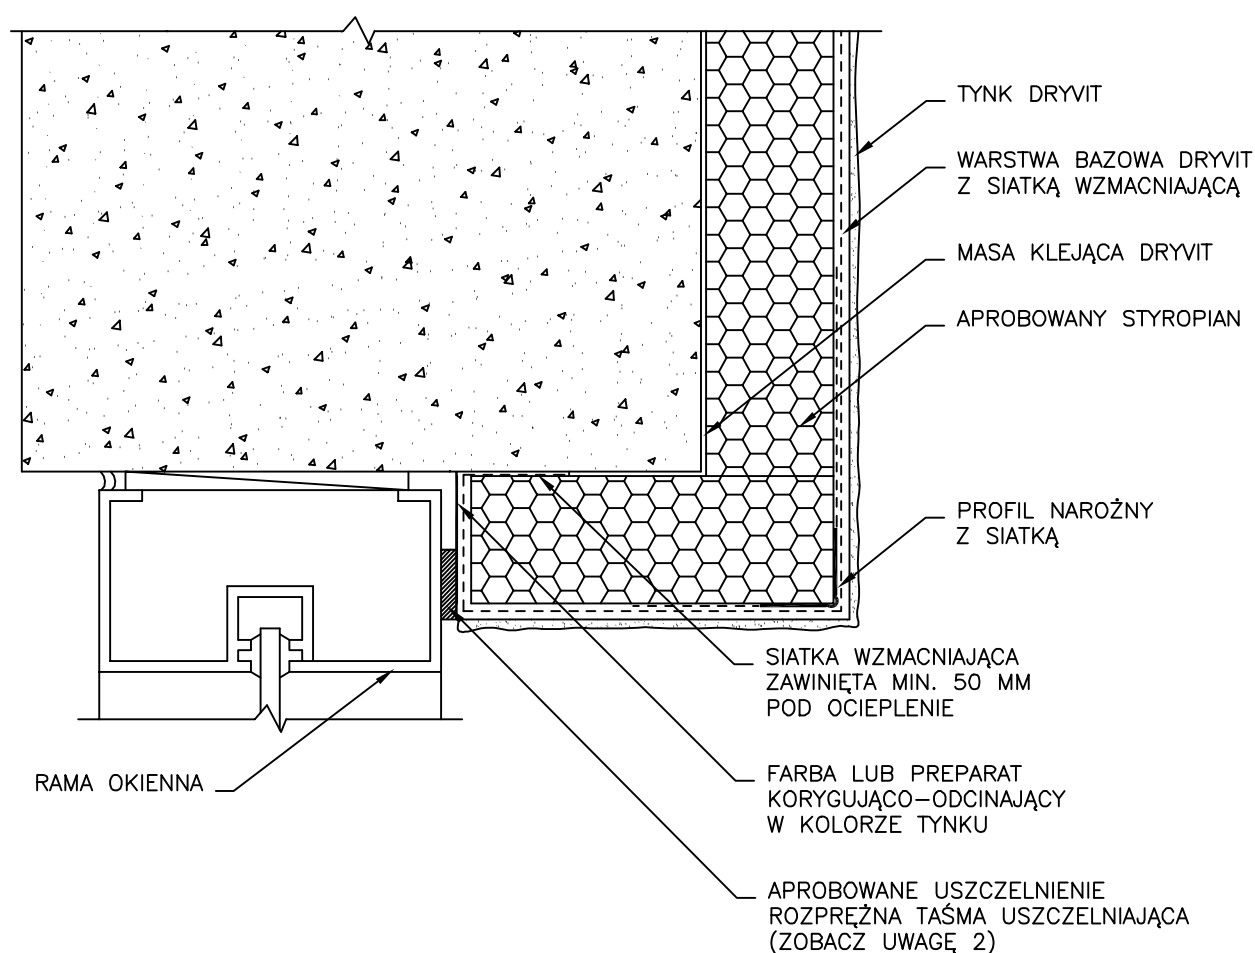 TYNK DRYVIT
WARSTWA BAZOWA DRYVIT
Z SIATKĄ WZMACNIAJĄCĄ
MASA KLEJĄCA DRYVIT
APROBOWANY STYROPIAN
PROFIL NAROŻNY
Z SIATKĄ
SIATKA WZMACNIAJĄCA
ZAWINIĘTA MIN. 50 MM
POD OCIEPLENIE
RAMA OKIENNA
FARBA LUB PREPARAT
KORYGUJĄCO-ODCINAJĄCY
W KOLORZE TYNKU
APROBOWANE USZCZELNIENIE
ROZPRĘŻNA TAŚMA USZCZELNIAJĄCA
(ZOBACZ UWAGĘ 2)